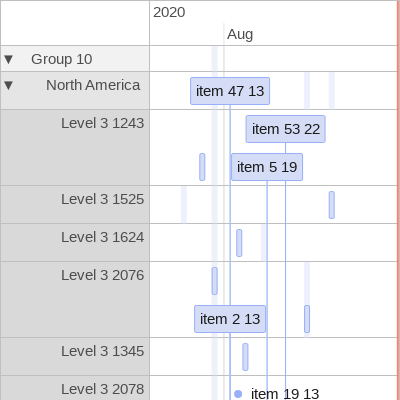 2020
Aug
▼ Group 10
▼ North America
item 47 13
Level 3 1243
item 53 22
item 5 19
Level 3 1525
Level 3 1624
Level 3 2076
item 2 13
Level 3 1345
Level 3 2078
item 19 13